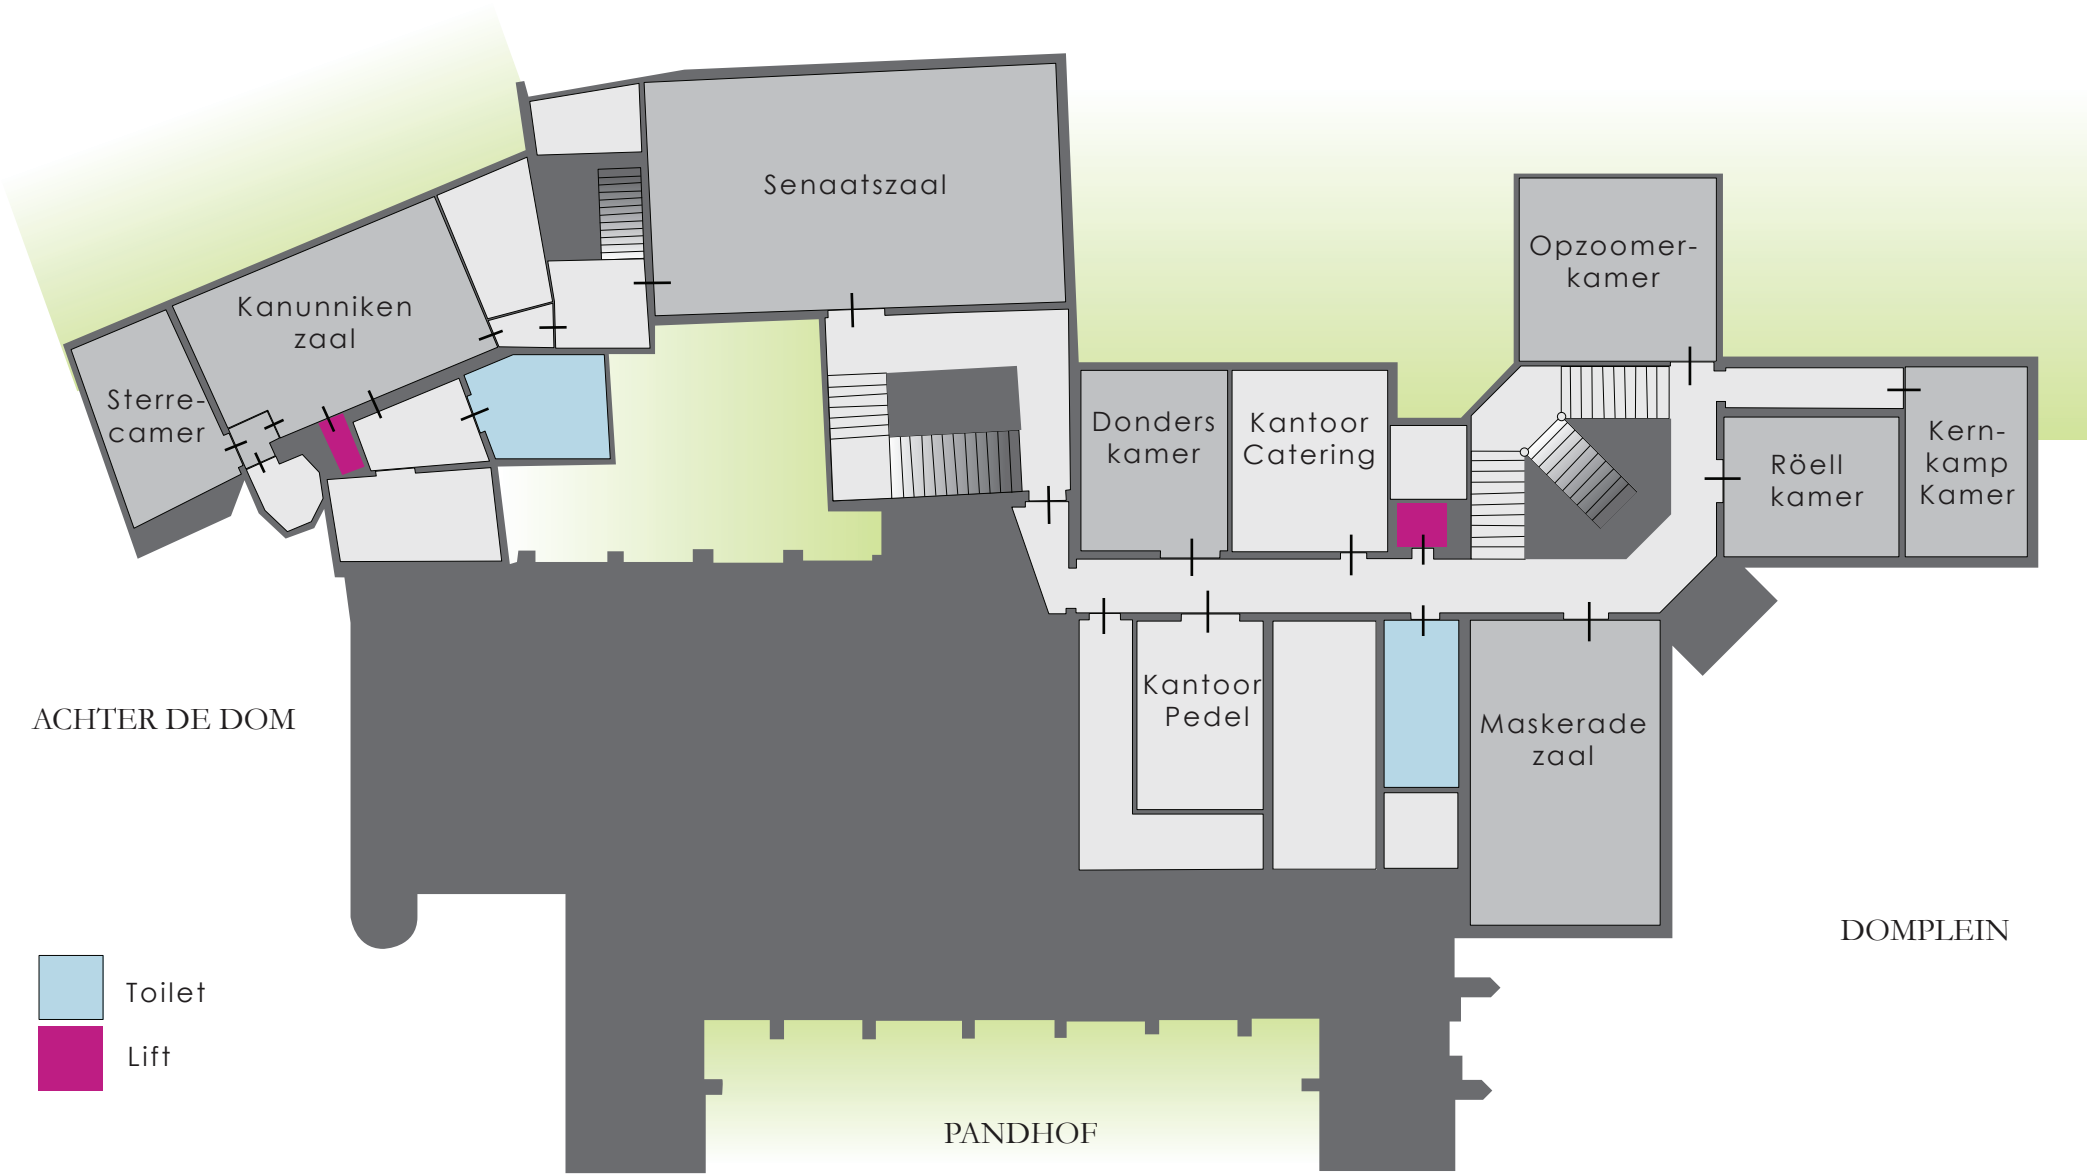 Senaatszaal
Opzoomer-
kamer
Kanunniken
zaal
Sterre-
camer
Donders
kamer
Kantoor
Catering
Röell
kamer
Kern-
kamp
Kamer
Kantoor
Pedel
Maskerade
zaal
ACHTER DE DOM
DOMPLEIN
Toilet
Lift
PANDHOF